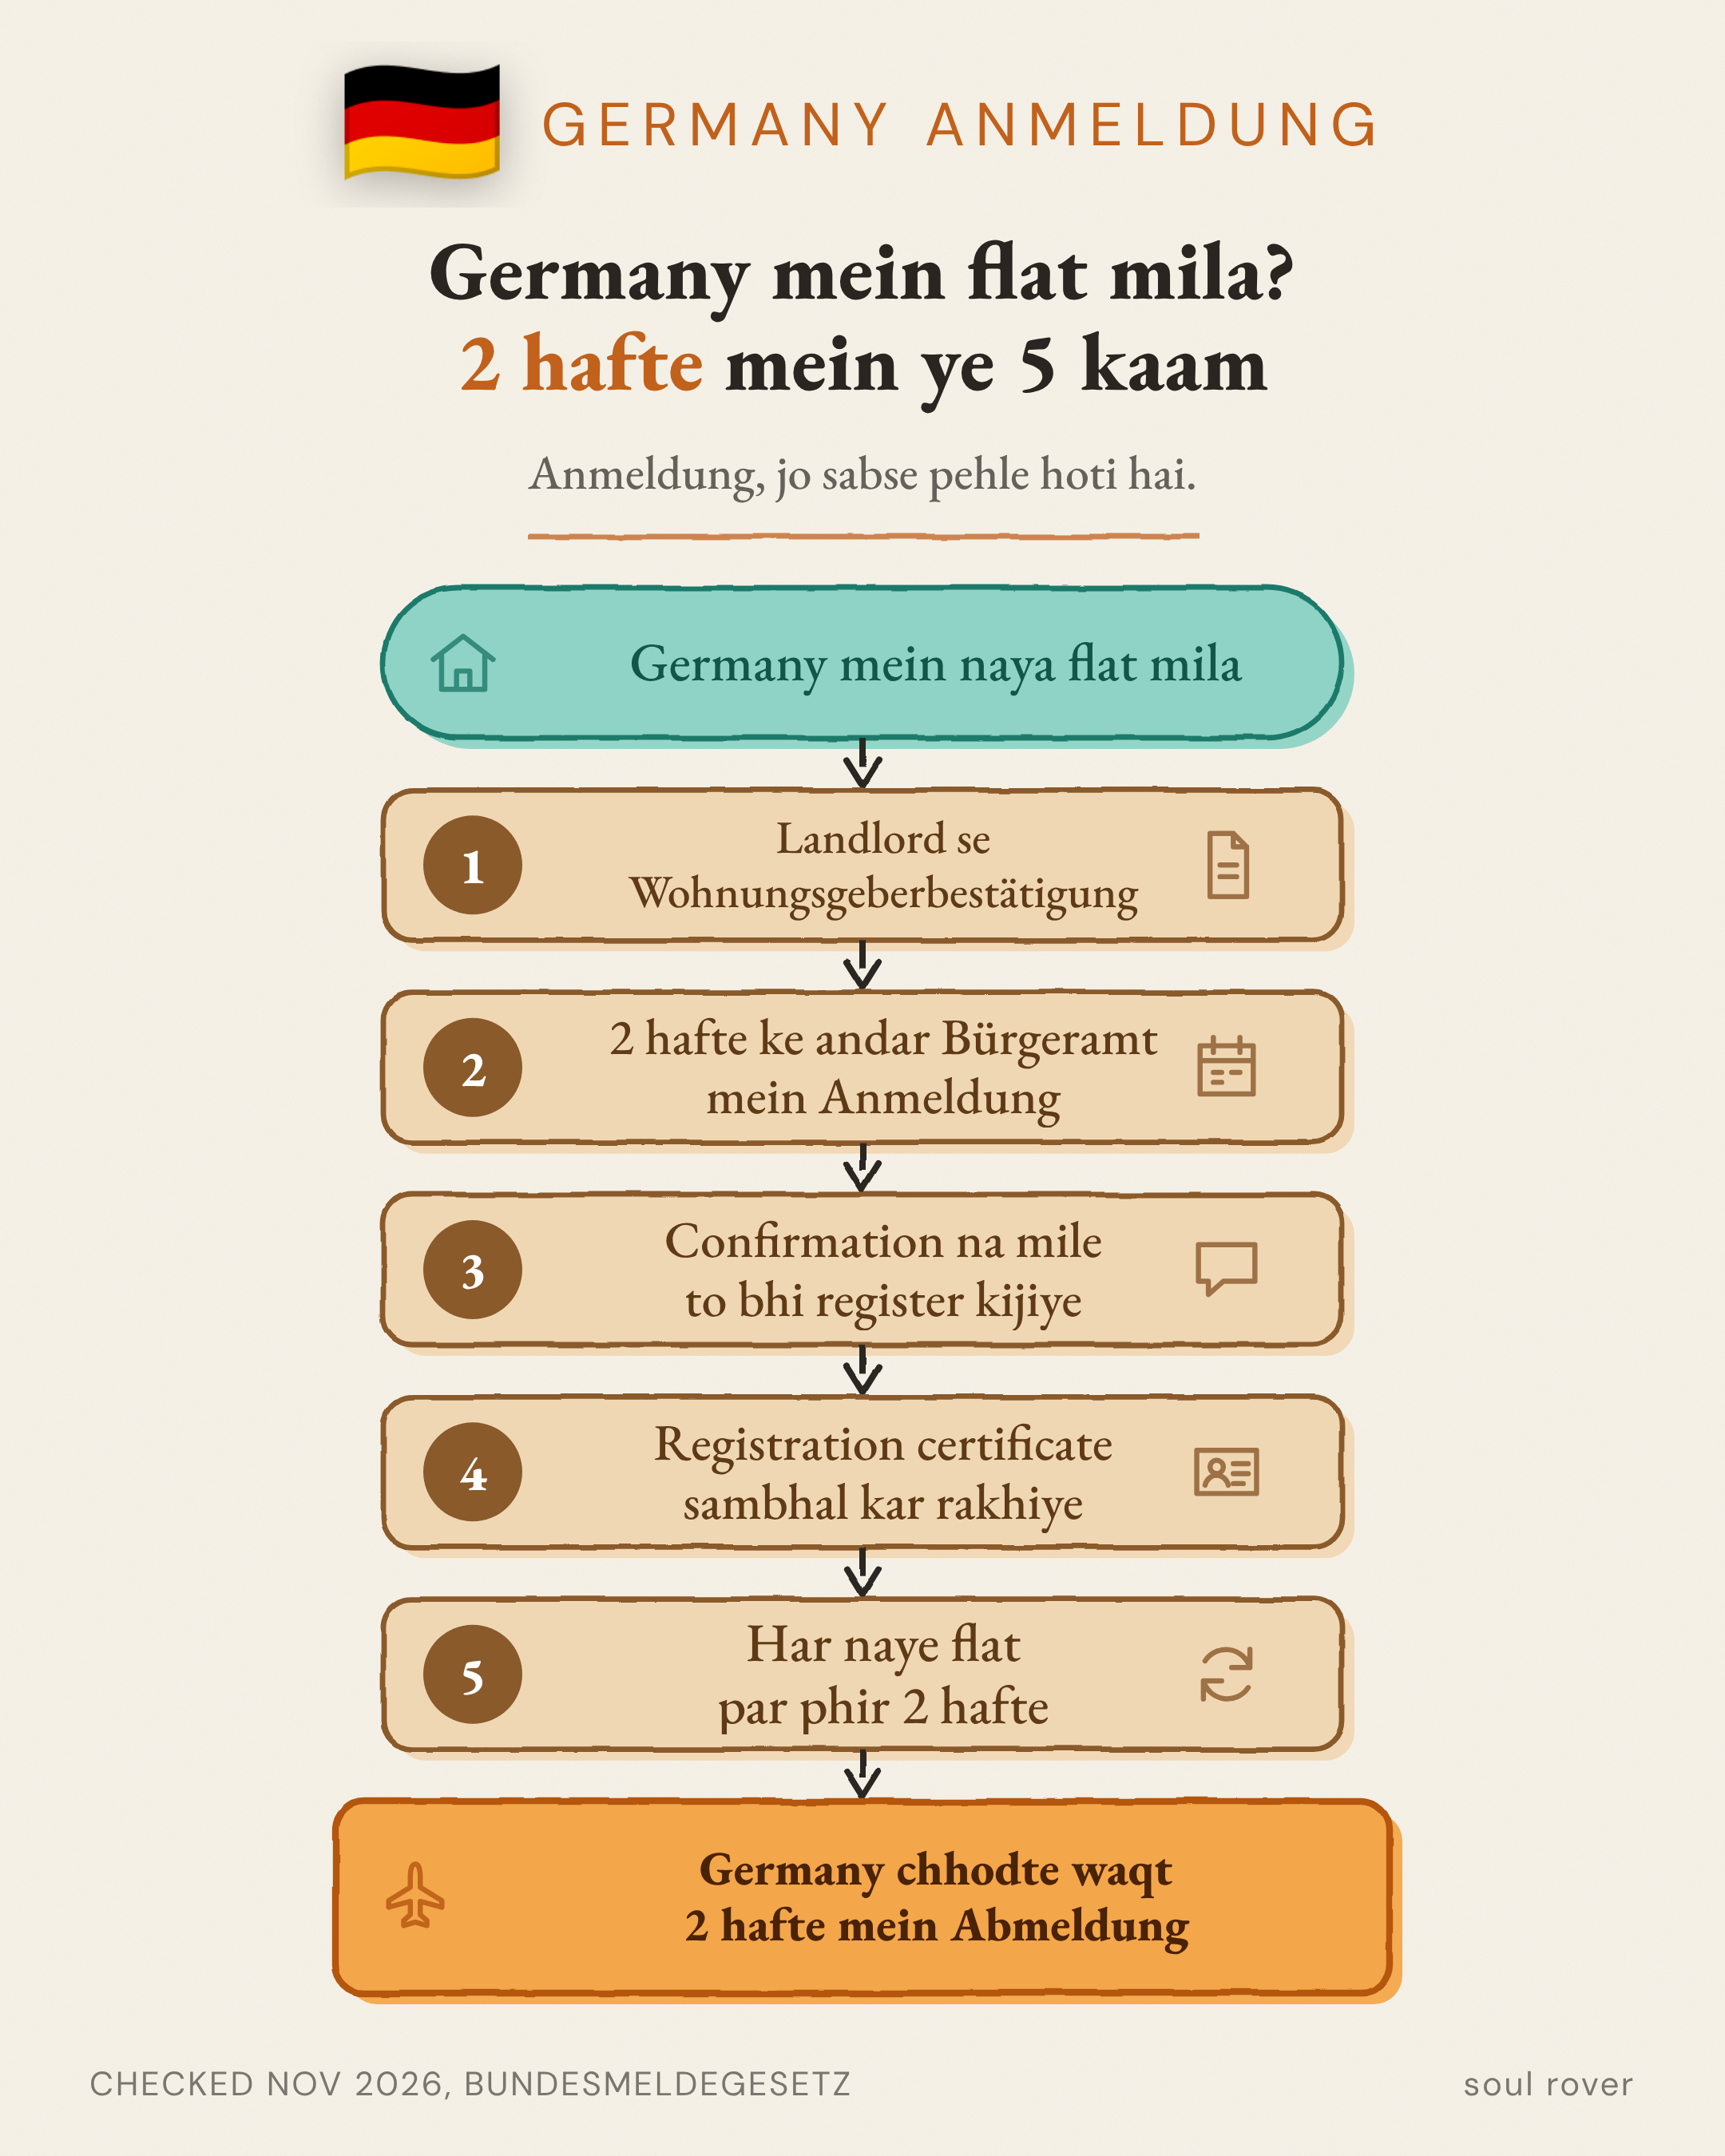 GERMANY ANMELDUNG
Germany mein flat mila?
2 hafte mein ye 5 kaam
Anmeldung, jo sabse pehle hoti hai.
Germany mein naya flat mila
1
Landlord se
Wohnungsgeberbestätigung
2
2 hafte ke andar Bürgeramt
mein Anmeldung
3
Confirmation na mile
to bhi register kijiye
4
Registration certificate
sambhal kar rakhiye
5
Har naye flat
par phir 2 hafte
Germany chhodte waqt
2 hafte mein Abmeldung
CHECKED NOV 2026, BUNDESMELDEGESETZ
soul rover